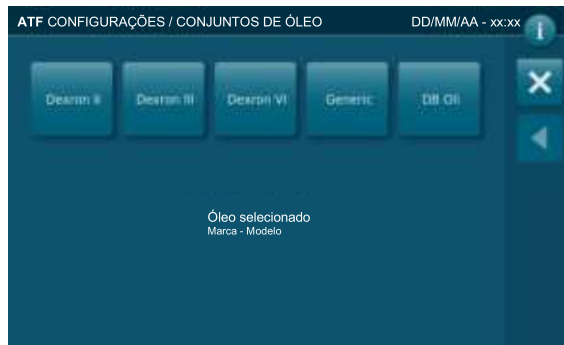 ATF CONFIGURAÇÕES / CONJUNTOS DE ÓLEO DD/MM/AA - xx:xx
Dexron II Dexron III Dexron VI Generic DB Oil
Óleo selecionado
Marca - Modelo